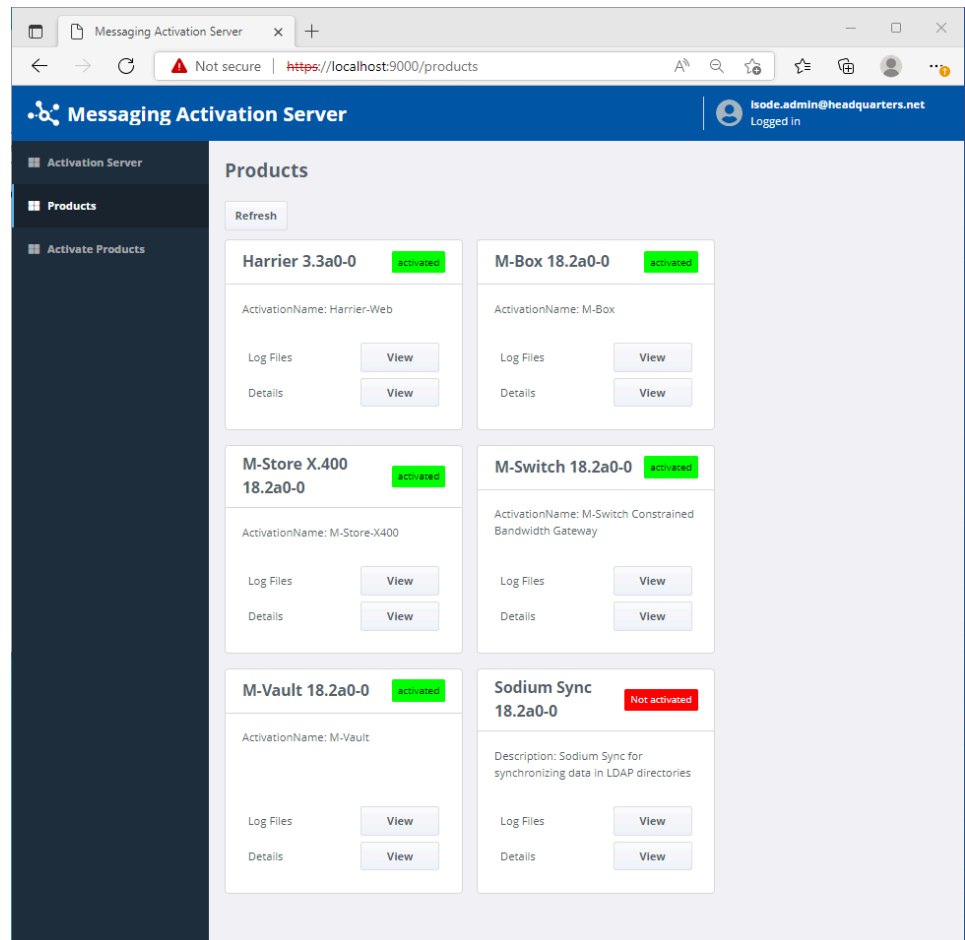 Messaging Activation Server
Not secure
https://localhost:9000/products
Messaging Activation Server
Isode.admin@headquarters.net
Logged in
Activation Server
Products
Activate Products
Products
Refresh
Harrier 3.3a0-0
activated
ActivationName: Harrier-Web
Log Files
View
Details
View
M-Box 18.2a0-0
activated
ActivationName: M-Box
Log Files
View
Details
View
M-Store X.400
18.2a0-0
activated
ActivationName: M-Store-X400
Log Files
View
Details
View
M-Switch 18.2a0-0
activated
ActivationName: M-Switch Constrained
Bandwidth Gateway
Log Files
View
Details
View
M-Vault 18.2a0-0
activated
ActivationName: M-Vault
Log Files
View
Details
View
Sodium Sync
18.2a0-0
Not activated
Description: Sodium Sync for
synchronizing data in LDAP directories
Log Files
View
Details
View